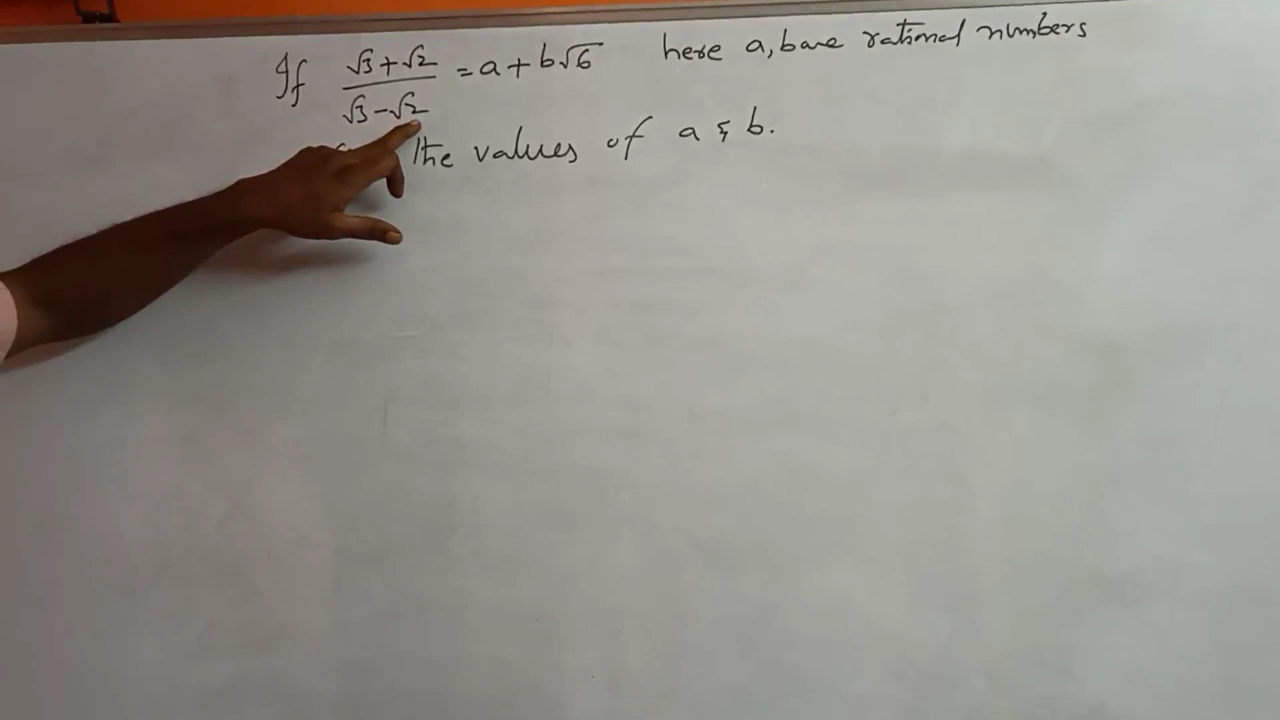 If √3+√2 / √3-√2 = a+b√6 here a, b are rational numbers
the values of a & b.